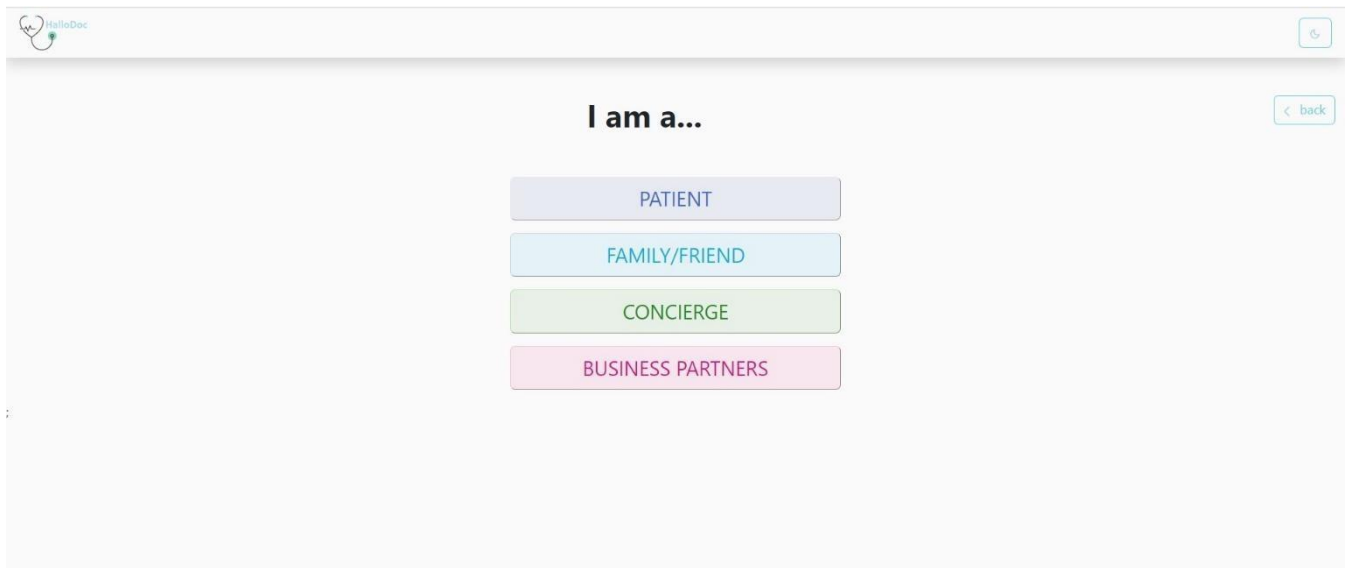 HalloDoc
I am a...
back
PATIENT
FAMILY/FRIEND
CONCIERGE
BUSINESS PARTNERS
;